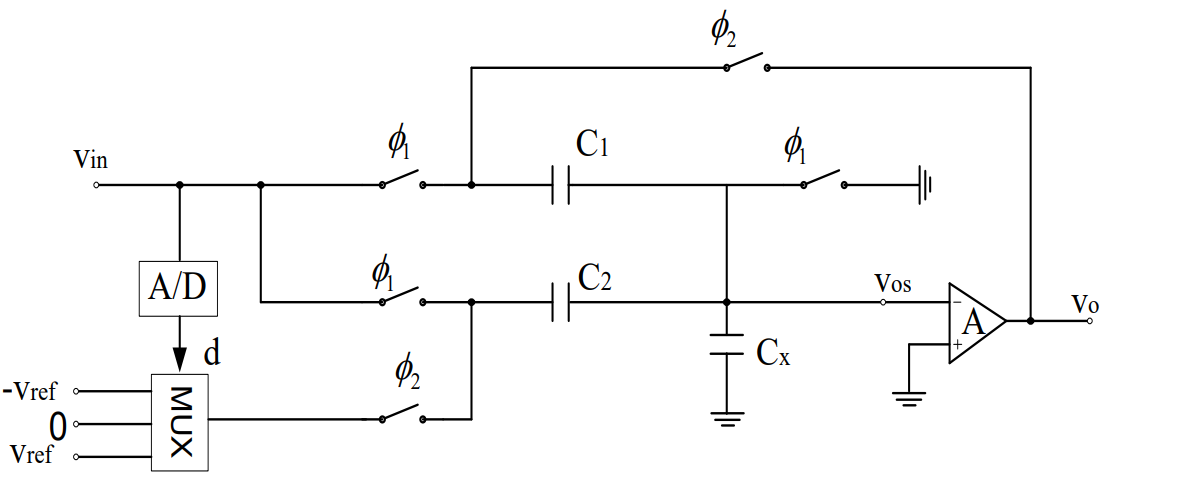 ϕ₂
ϕ₁
C₁
ϕ₁
Vin
ϕ₁
C₂
Vos
A/D
−
A
Vo
+
d
ϕ₂
Cx
-Vref
0
Vref
MUX